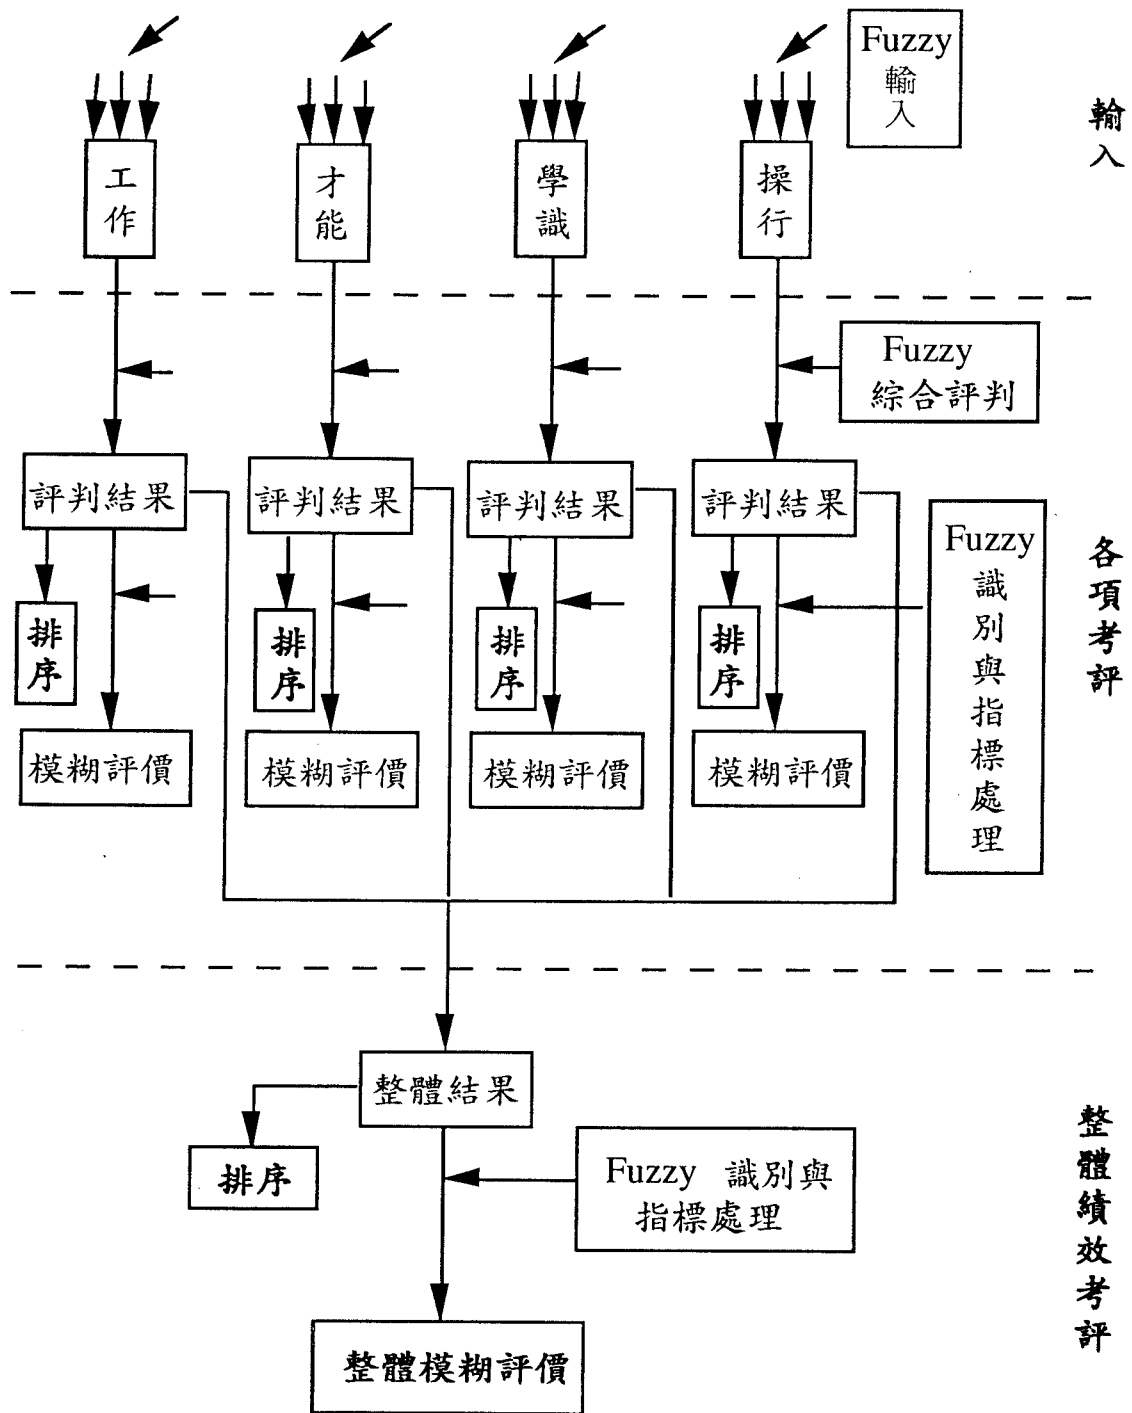 Fuzzy
輸入
輸入
工作
才能
學識
操行
Fuzzy
綜合評判
評判結果
評判結果
評判結果
評判結果
Fuzzy
識別與指標處理
各項考評
排序
排序
排序
排序
模糊評價
模糊評價
模糊評價
模糊評價
整體結果
排序
Fuzzy 識別與
指標處理
整體模糊評價
整體績效考評